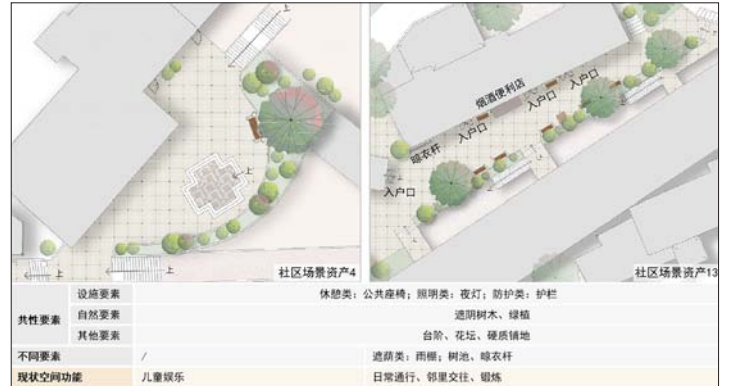 上
上
上
上
社区场景资产4
上
烟酒便利店
入户口
入户口
入户口
晾衣杆
入户口
社区场景资产13
共性要素
设施要素
休憩类：公共座椅；照明类：夜灯；防护类：护栏
自然要素
遮阴树木、绿植
其他要素
台阶、花坛、硬质铺地
不同要素
/
遮荫类：雨棚；树池、晾衣杆
现状空间功能
儿童娱乐
日常通行、邻里交往、锻炼